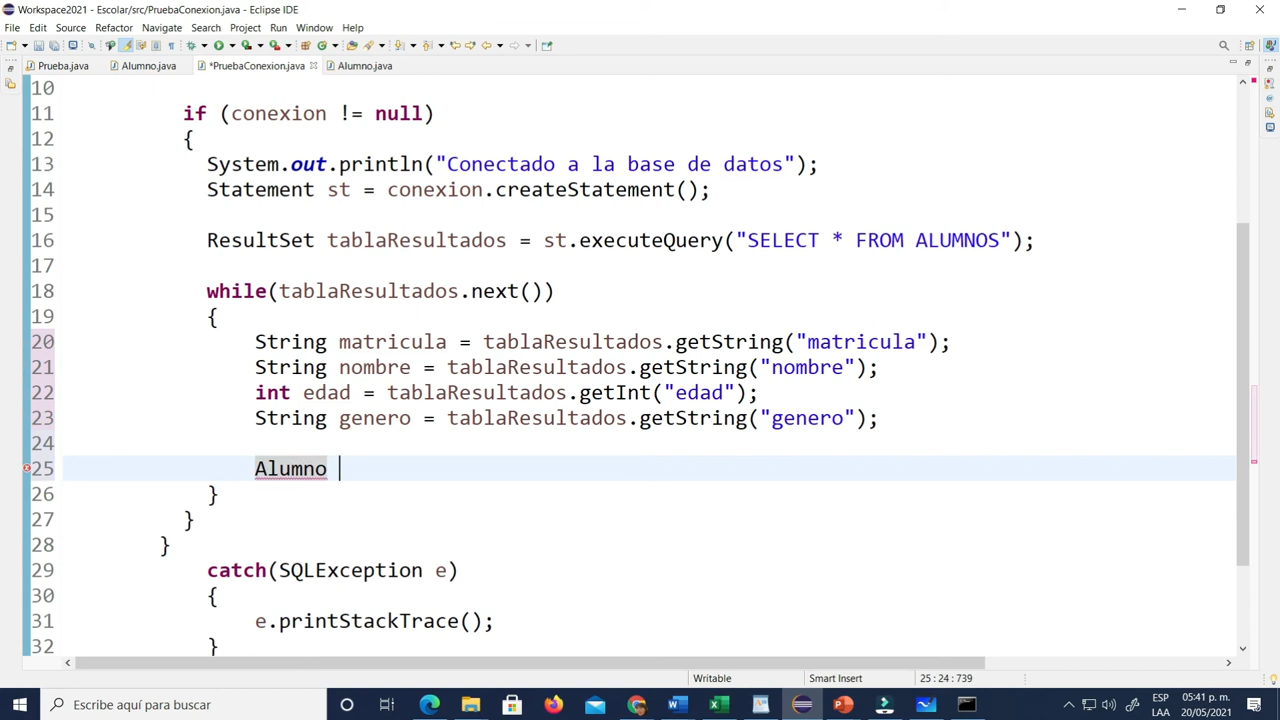 Workspace2021 - Escolar/src/PruebaConexion.java - Eclipse IDE
File Edit Source Refactor Navigate Search Project Run Window Help
Prueba.java Alumno.java *PruebaConexion.java Alumno.java
10
11 if (conexion != null)
12 {
13 System.out.println("Conectado a la base de datos");
14 Statement st = conexion.createStatement();
15
16 ResultSet tablaResultados = st.executeQuery("SELECT * FROM ALUMNOS");
17
18 while(tablaResultados.next())
19 {
20 String matricula = tablaResultados.getString("matricula");
21 String nombre = tablaResultados.getString("nombre");
22 int edad = tablaResultados.getInt("edad");
23 String genero = tablaResultados.getString("genero");
24
25 Alumno
26 }
27 }
28 }
29 catch(SQLException e)
30 {
31 e.printStackTrace();
32 }
Writable Smart Insert 25 : 24 : 739
Escribe aquí para buscar
ESP 05:41 p. m.
LAA 20/05/2021